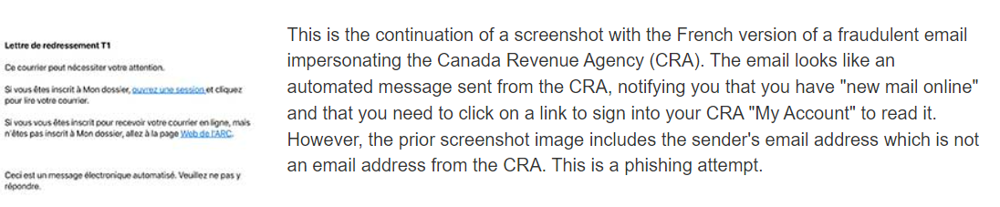 Lettre de redressement T1
Ce courrier peut nécessiter votre attention.
Si vous êtes inscrit à Mon dossier, ouvrez une session et cliquez
pour lire votre courrier.
Si vous vous êtes inscrit pour recevoir votre courrier en ligne, mais
n'êtes pas inscrit à Mon dossier, allez à la page Web de l'ARC.
Ceci est un message électronique automatisé. Veuillez ne pas y
répondre.
This is the continuation of a screenshot with the French version of a fraudulent email
impersonating the Canada Revenue Agency (CRA). The email looks like an
automated message sent from the CRA, notifying you that you have "new mail online"
and that you need to click on a link to sign into your CRA "My Account" to read it.
However, the prior screenshot image includes the sender's email address which is not
an email address from the CRA. This is a phishing attempt.